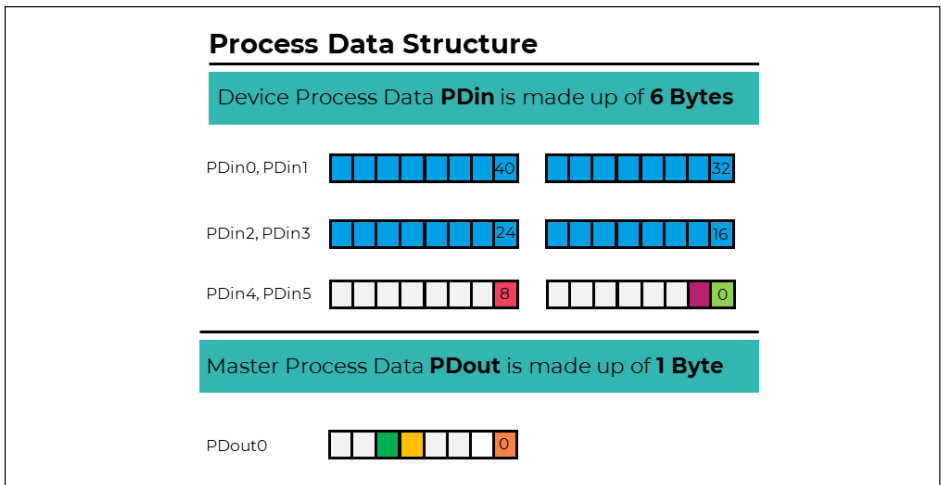 Process Data Structure
Device Process Data PDin is made up of 6 Bytes
PDin0, PDin1 40 32
PDin2, PDin3 24 16
PDin4, PDin5 8 0
Master Process Data PDout is made up of 1 Byte
PDout0 0